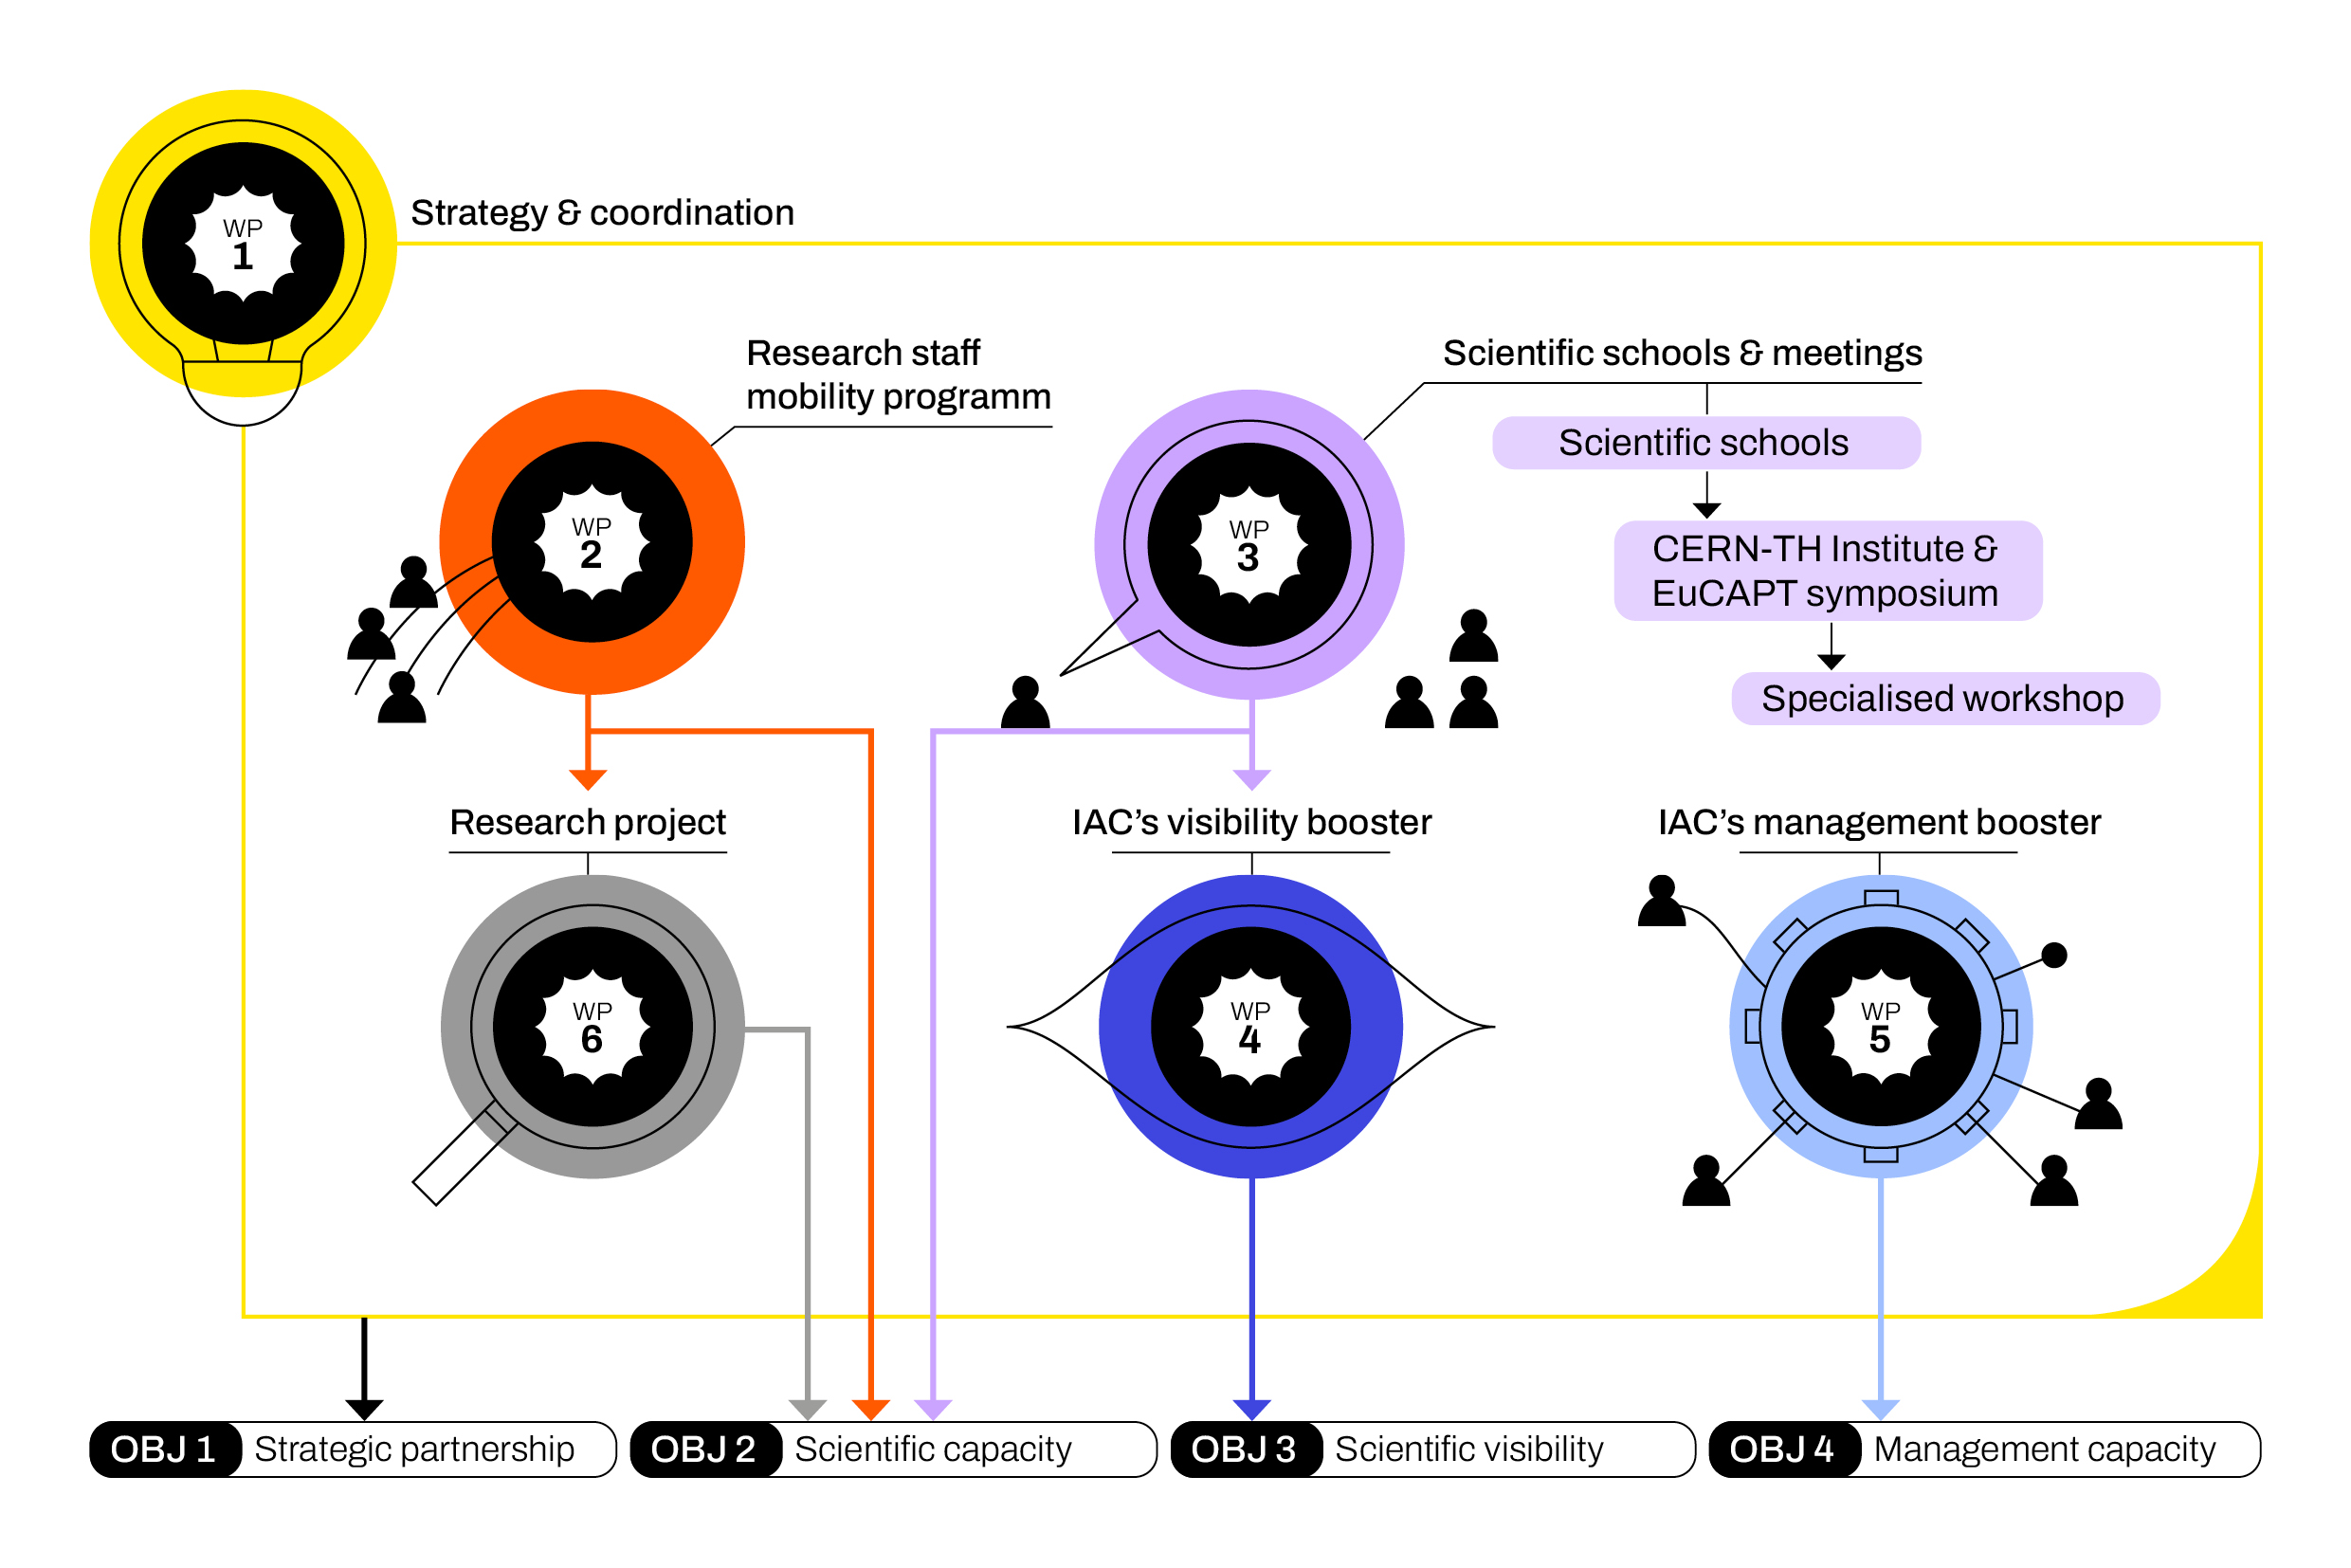 WP
1
Strategy & coordination
Research staff
mobility programm
WP
2
Scientific schools & meetings
WP
3
Scientific schools
CERN-TH Institute &
EuCAPT symposium
Specialised workshop
Research project
WP
6
IAC’s visibility booster
WP
4
IAC’s management booster
WP
5
OBJ 1 Strategic partnership
OBJ 2 Scientific capacity
OBJ 3 Scientific visibility
OBJ 4 Management capacity